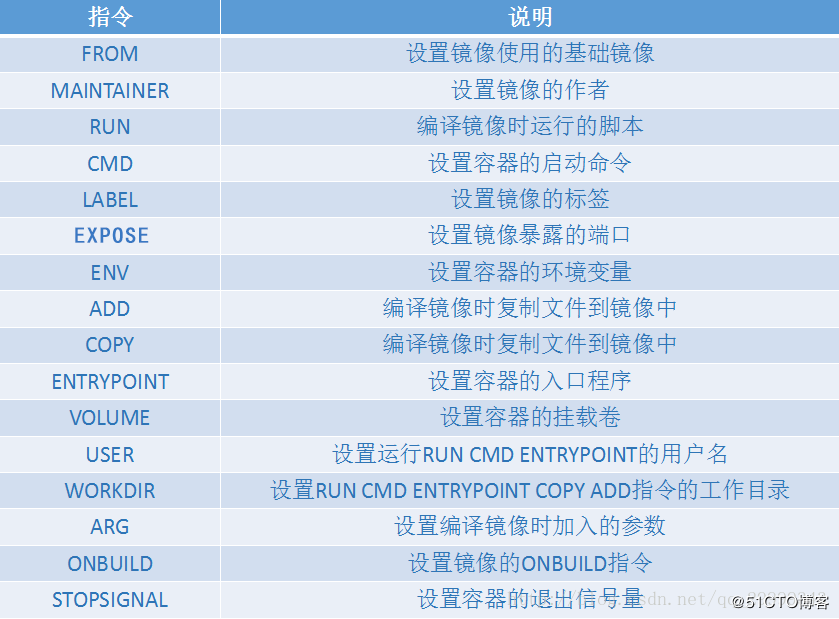 指令 说明
FROM 设置镜像使用的基础镜像
MAINTAINER 设置镜像的作者
RUN 编译镜像时运行的脚本
CMD 设置容器的启动命令
LABEL 设置镜像的标签
EXPOSE 设置镜像暴露的端口
ENV 设置容器的环境变量
ADD 编译镜像时复制文件到镜像中
COPY 编译镜像时复制文件到镜像中
ENTRYPOINT 设置容器的入口程序
VOLUME 设置容器的挂载卷
USER 设置运行RUN CMD ENTRYPOINT的用户名
WORKDIR 设置RUN CMD ENTRYPOINT COPY ADD指令的工作目录
ARG 设置编译镜像时加入的参数
ONBUILD 设置镜像的ONBUILD指令
STOPSIGNAL 设置容器的退出信号量
@51CTO博客